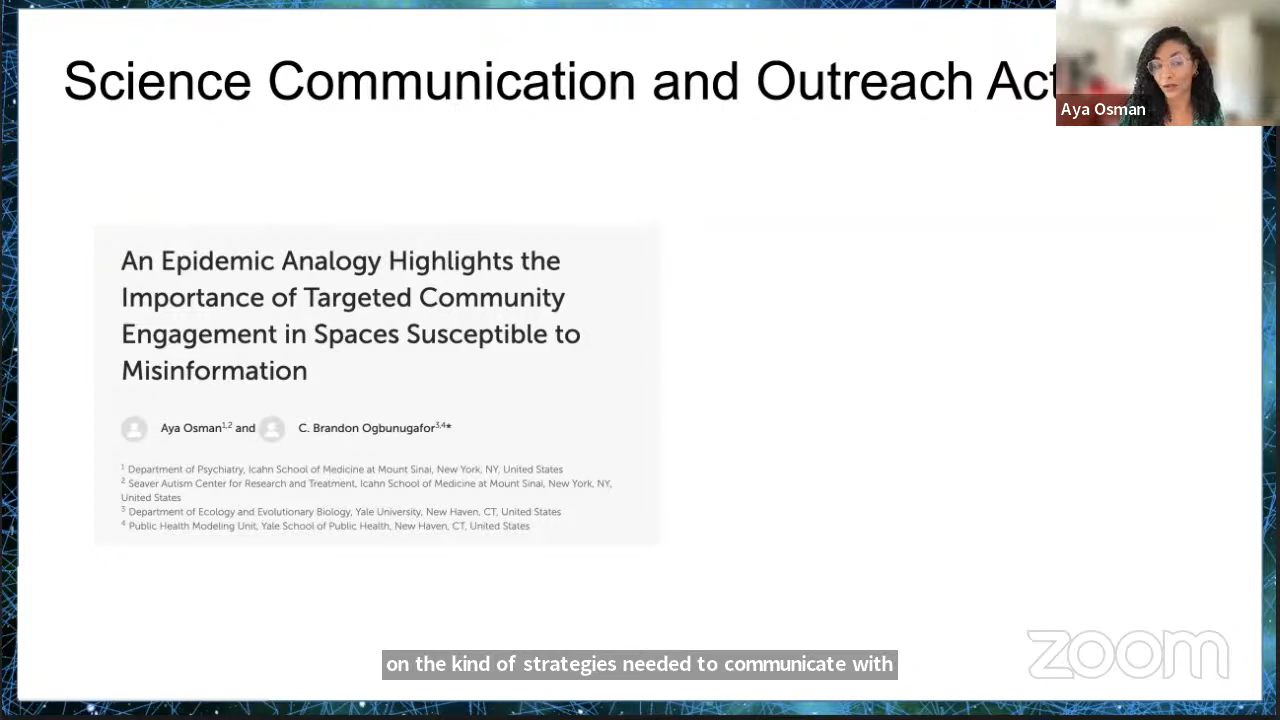 Science Communication and Outreach Act
Aya Osman
An Epidemic Analogy Highlights the
Importance of Targeted Community
Engagement in Spaces Susceptible to
Misinformation
Aya Osman1,2 and C. Brandon Ogbunugafor3,4*
1 Department of Psychiatry, Icahn School of Medicine at Mount Sinai, New York, NY, United States
2 Seaver Autism Center for Research and Treatment, Icahn School of Medicine at Mount Sinai, New York, NY,
United States
3 Department of Ecology and Evolutionary Biology, Yale University, New Haven, CT, United States
4 Public Health Modeling Unit, Yale School of Public Health, New Haven, CT, United States
on the kind of strategies needed to communicate with
zoom